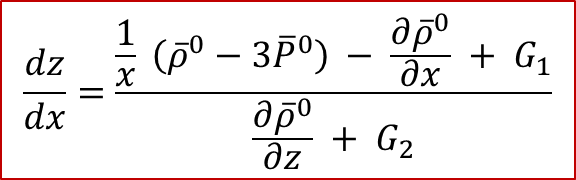 dz/dx = (1/x (ρ̄⁰ − 3P̄⁰) − ∂ρ̄⁰/∂x + G₁) / (∂ρ̄⁰/∂z + G₂)